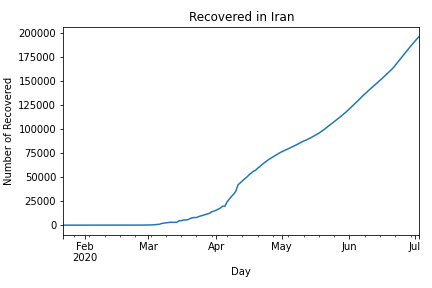 Recovered in Iran
200000
175000
150000
125000
100000
75000
50000
25000
0
Number of Recovered
Feb Mar Apr May Jun Jul
2020
Day